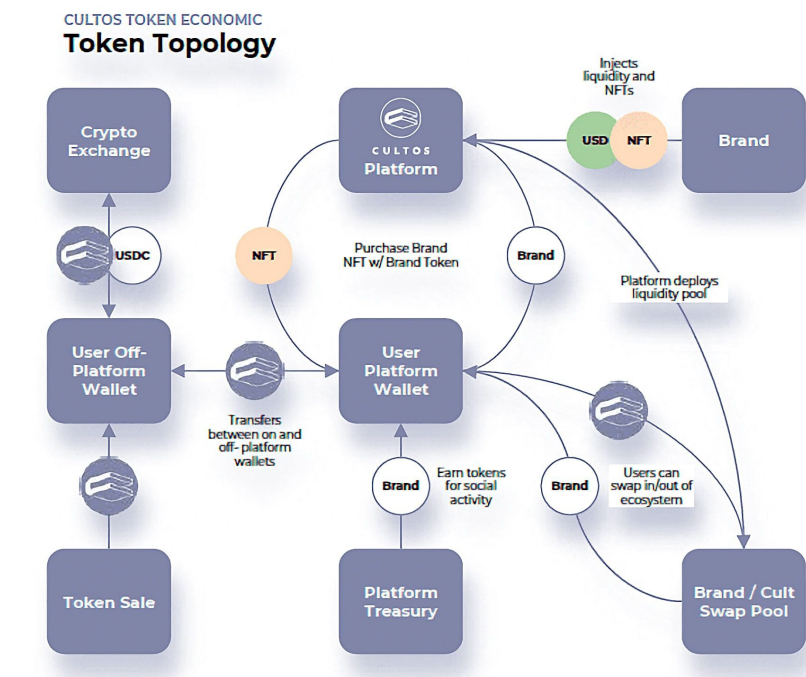 CULTOS TOKEN ECONOMIC
Token Topology
Injects
liquidity and
NFTs
Crypto
Exchange
CULTOS
Platform
USD
NFT
Brand
USDC
NFT
Purchase Brand
NFT w/ Brand Token
Brand
Platform deploys
liquidity pool
User Off-
Platform
Wallet
User
Platform
Wallet
Transfers
between on and
off- platform
wallets
Brand
Earn tokens
for social
activity
Brand
Users can
swap in/out of
ecosystem
Token Sale
Platform
Treasury
Brand / Cult
Swap Pool